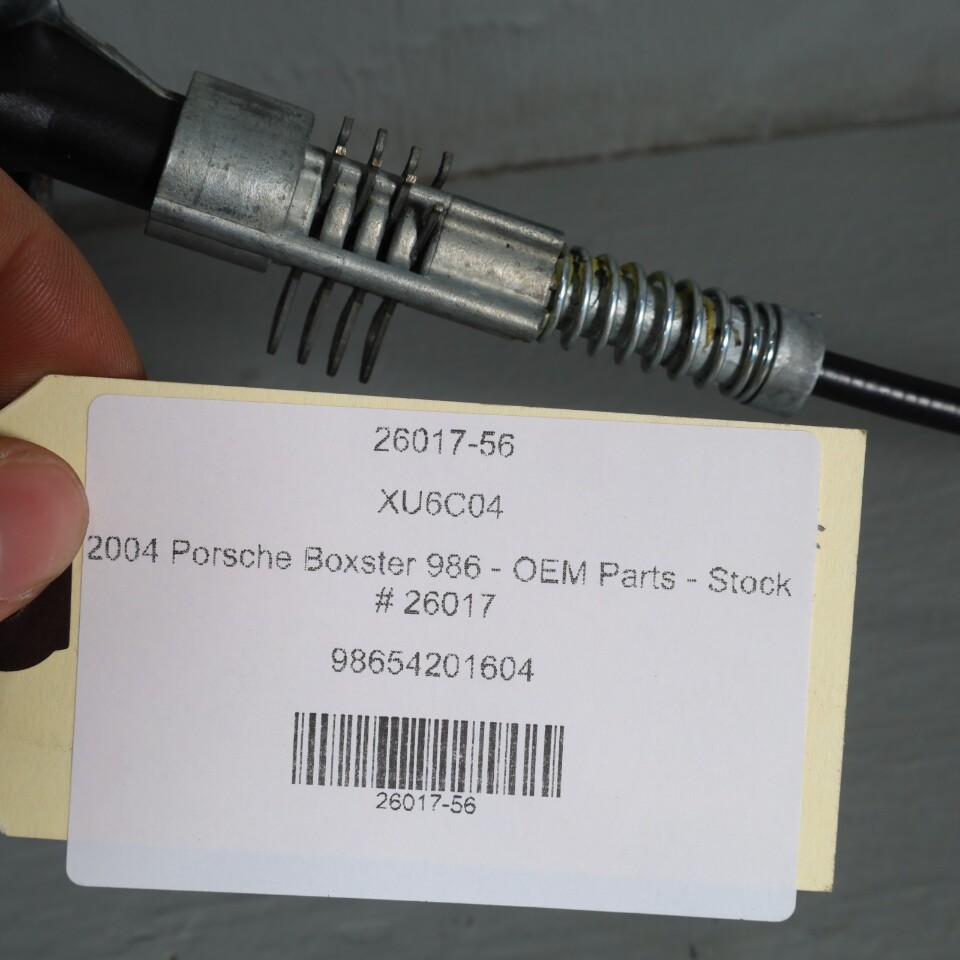 26017-56
XU6C04
2004 Porsche Boxster 986 - OEM Parts - Stock
# 26017
98654201604
26017-56